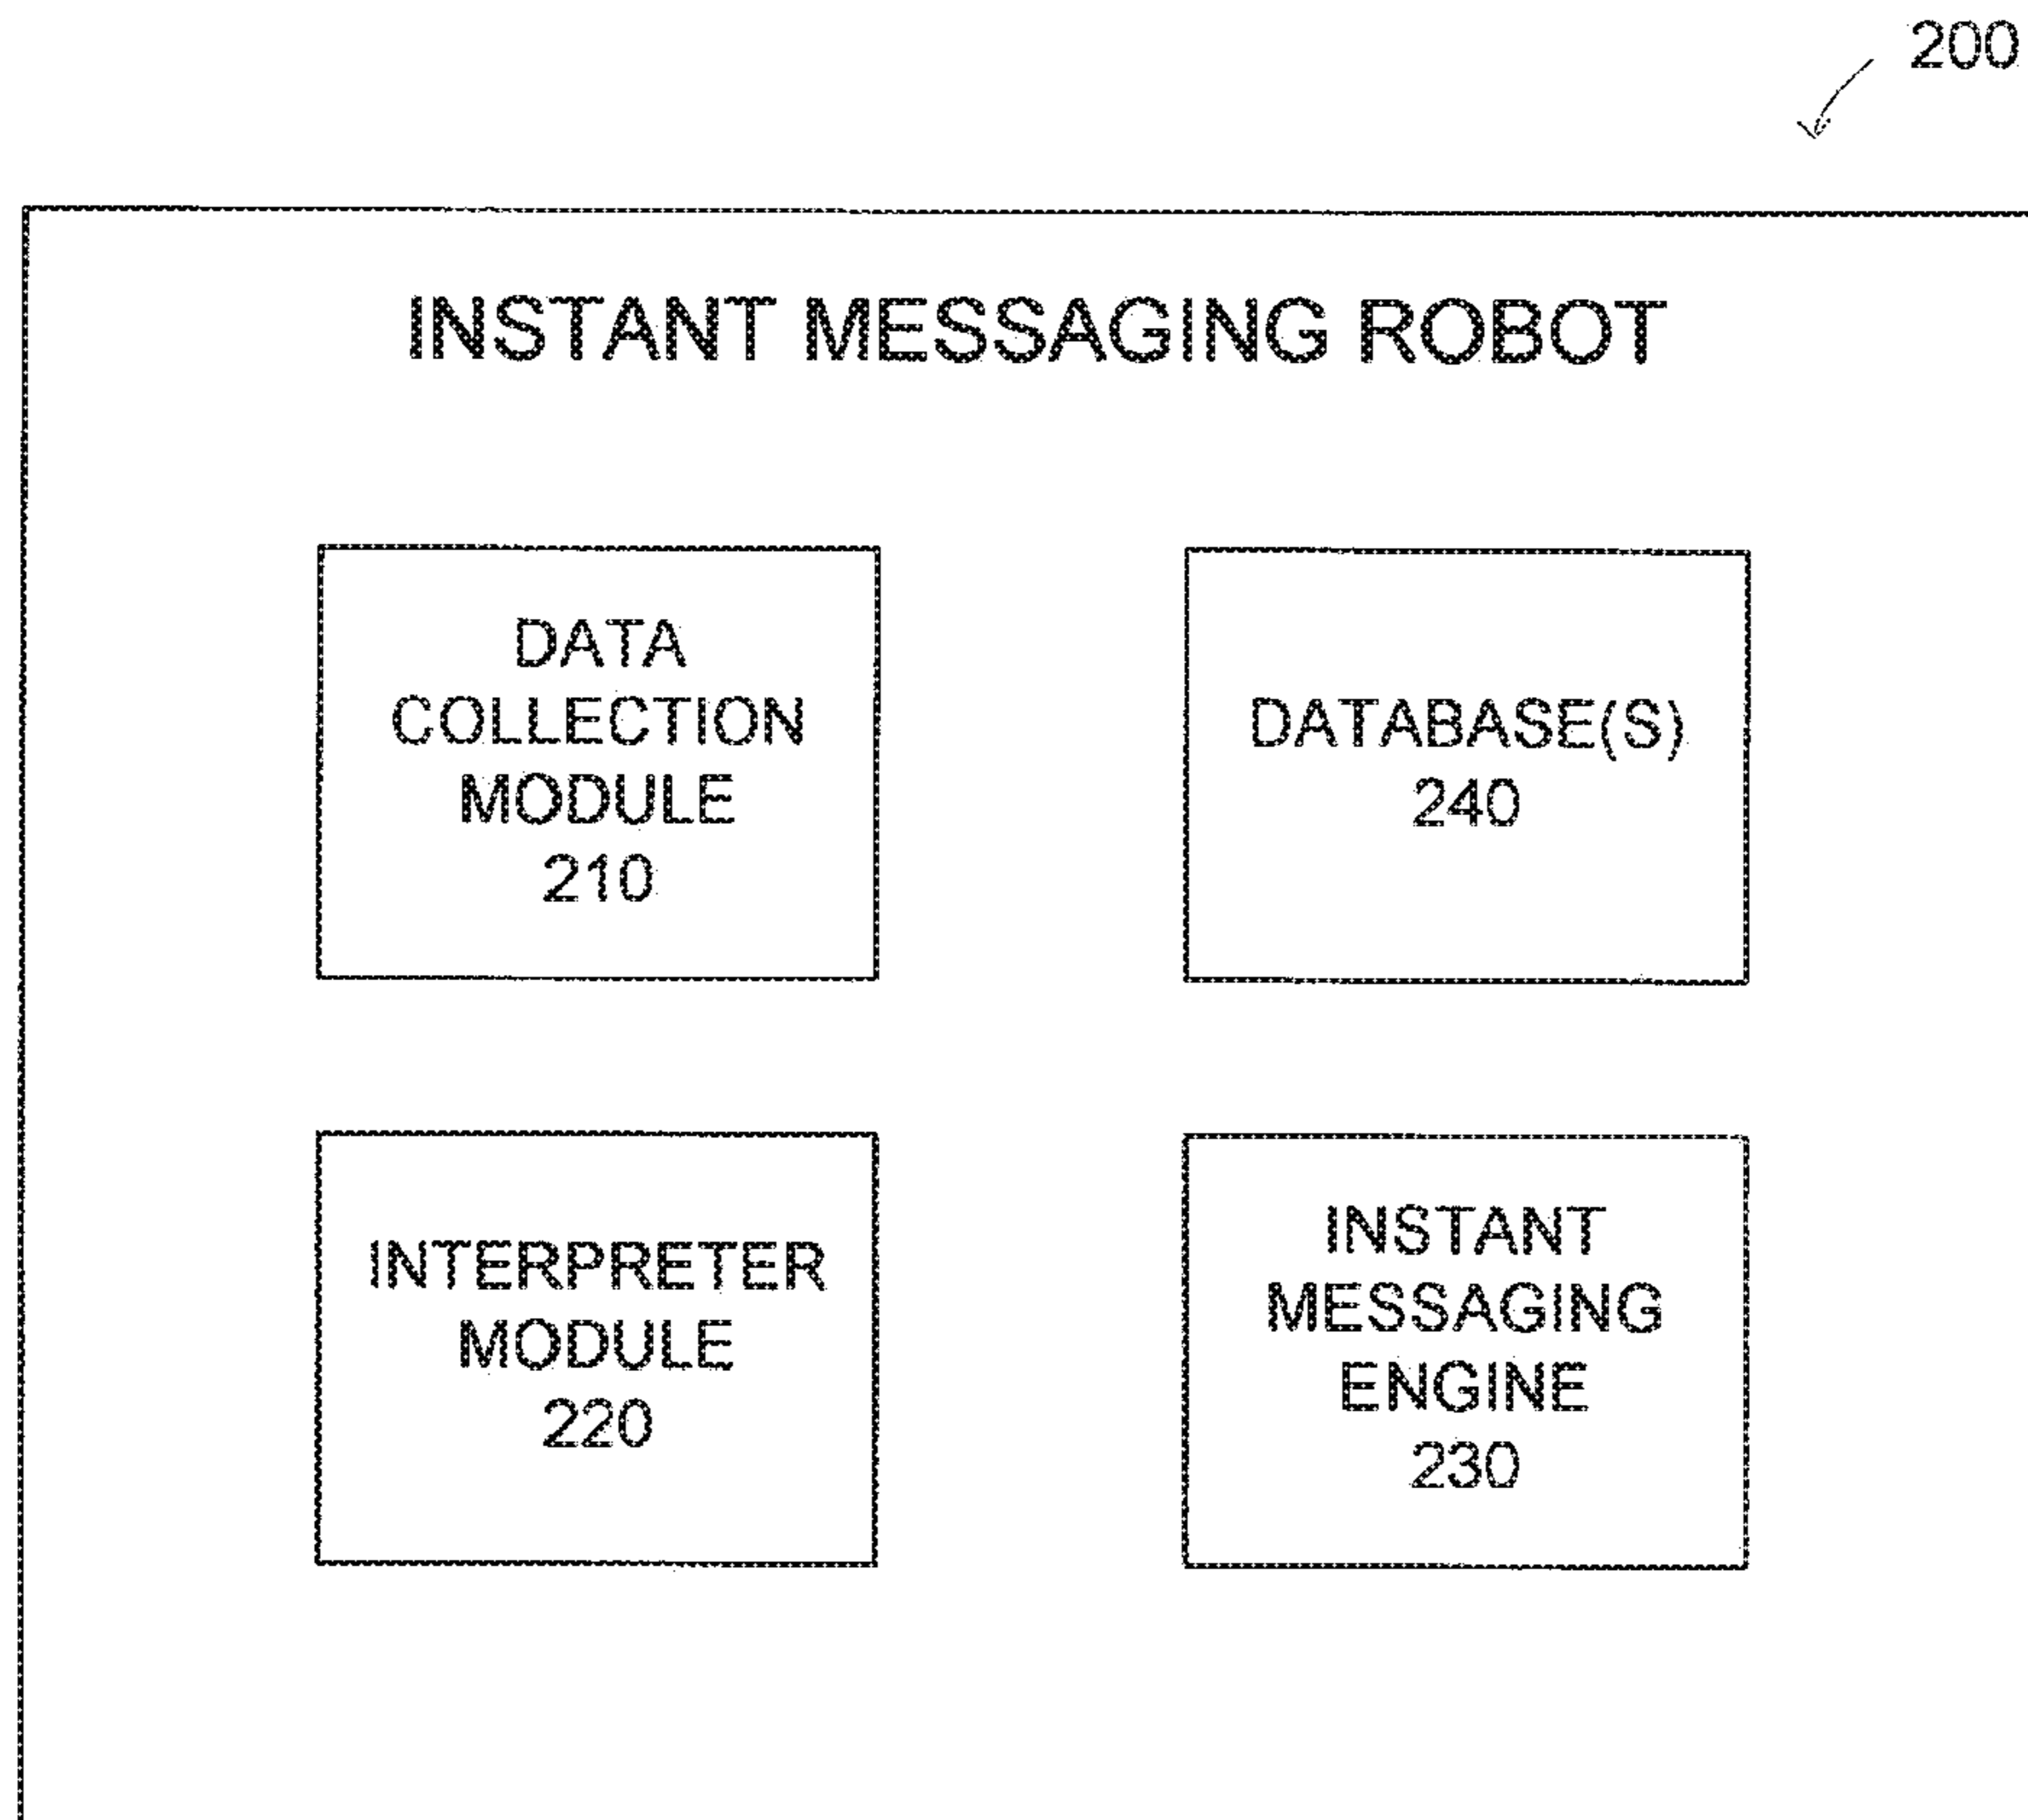 200
INSTANT MESSAGING ROBOT
DATA
COLLECTION
MODULE
210
DATABASE(S)
240
INTERPRETER
MODULE
220
INSTANT
MESSAGING
ENGINE
230